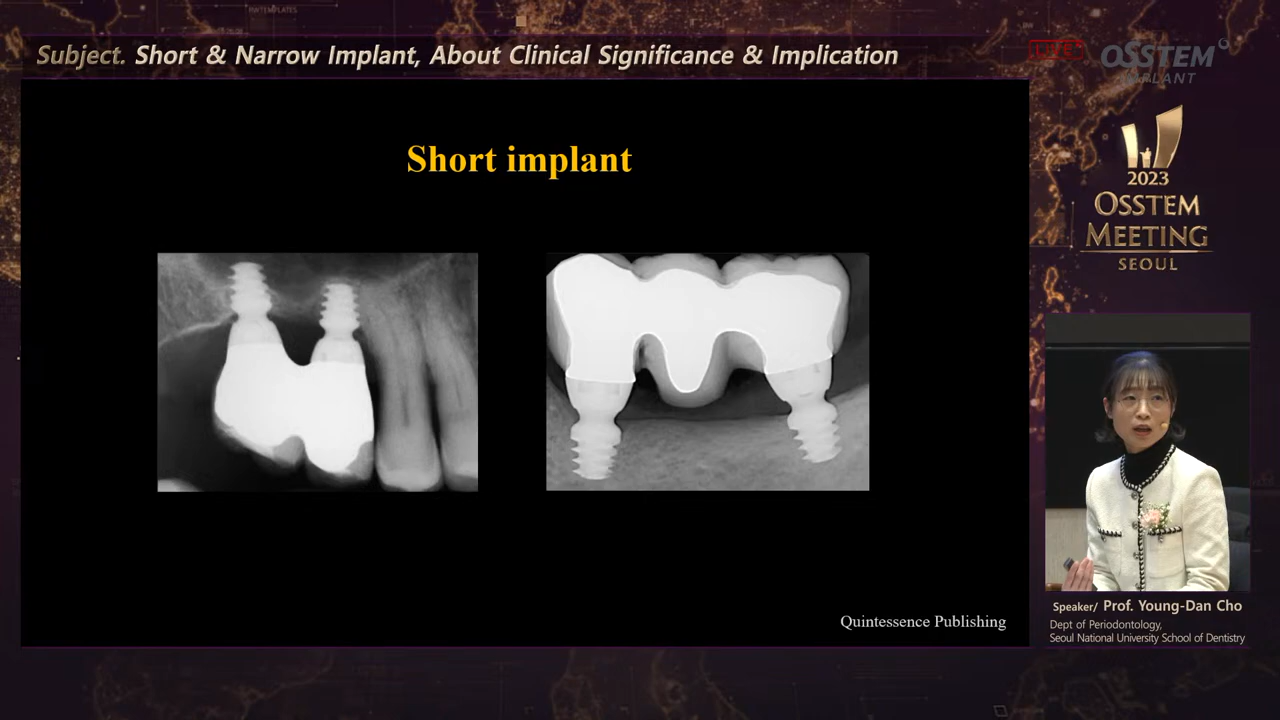 Subject. Short & Narrow Implant, About Clinical Significance & Implication
LIVE
OSSTEM
IMPLANT
2023
OSSTEM
MEETING
SEOUL
Short implant
Quintessence Publishing
Speaker/ Prof. Young-Dan Cho
Dept of Periodontology,
Seoul National University School of Dentistry